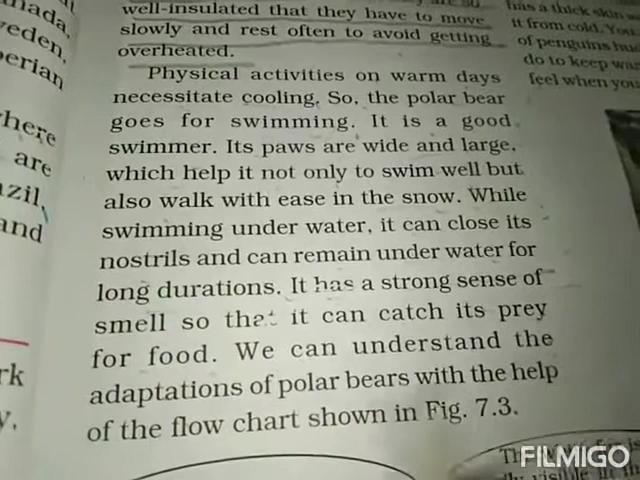 nada,
veden,
perian
here
are
zil,
and
rk
y,
well-insulated that they have to move
slowly and rest often to avoid getting
overheated.
Physical activities on warm days
necessitate cooling. So, the polar bear
goes for swimming. It is a good
swimmer. Its paws are wide and large,
which help it not only to swim well but
also walk with ease in the snow. While
swimming under water, it can close its
nostrils and can remain under water for
long durations. It has a strong sense of
smell so that it can catch its prey
for food. We can understand the
adaptations of polar bears with the help
of the flow chart shown in Fig. 7.3.
has a thick skin
it from cold. You
of penguins hu
do to keep war
feel when you
FILMIGO